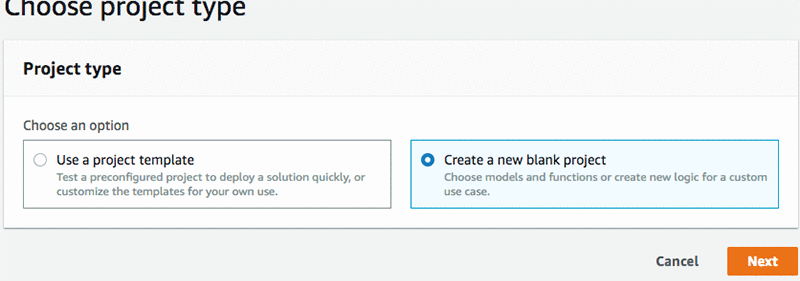 Choose project type
Project type
Choose an option
Use a project template
Test a preconfigured project to deploy a solution quickly, or
customize the templates for your own use.
Create a new blank project
Choose models and functions or create new logic for a custom
use case.
Cancel
Next